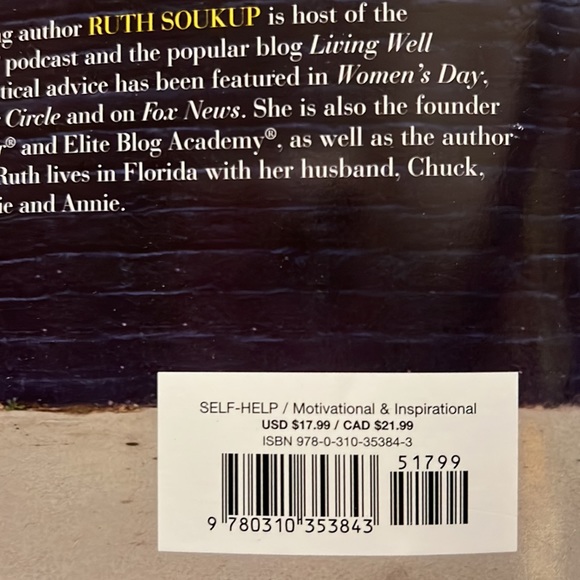 author RUTH SOUKUP is host of the
podcast and the popular blog Living Well
advice has been featured in Women's Day,
Circle and on Fox News. She is also the founder
® and Elite Blog Academy®, as well as the author
Ruth lives in Florida with her husband, Chuck,
and Annie.
SELF-HELP / Motivational & Inspirational
USD $17.99 / CAD $21.99
ISBN 978-0-310-35384-3
51799
9 780310 353843